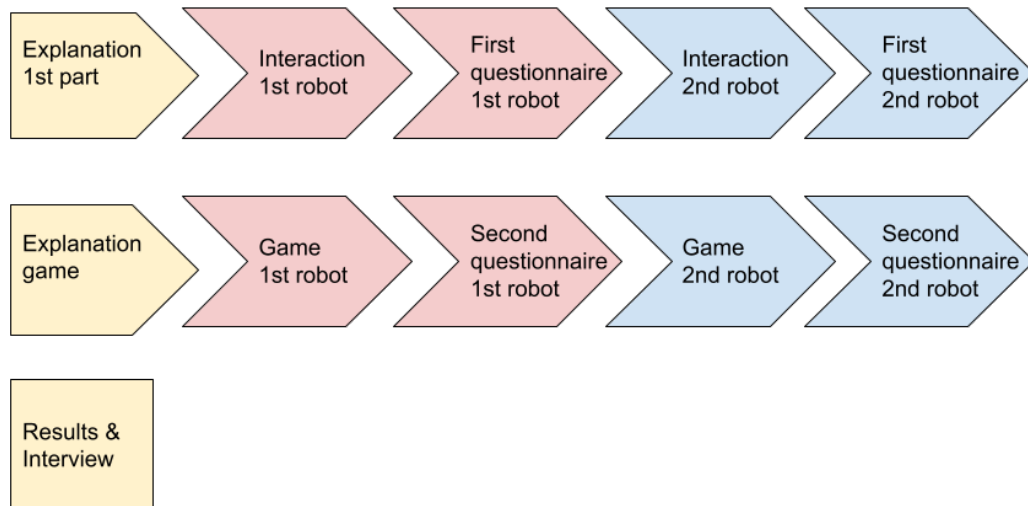 Explanation
1st part
Interaction
1st robot
First
questionnaire
1st robot
Interaction
2nd robot
First
questionnaire
2nd robot
Explanation
game
Game
1st robot
Second
questionnaire
1st robot
Game
2nd robot
Second
questionnaire
2nd robot
Results &
Interview